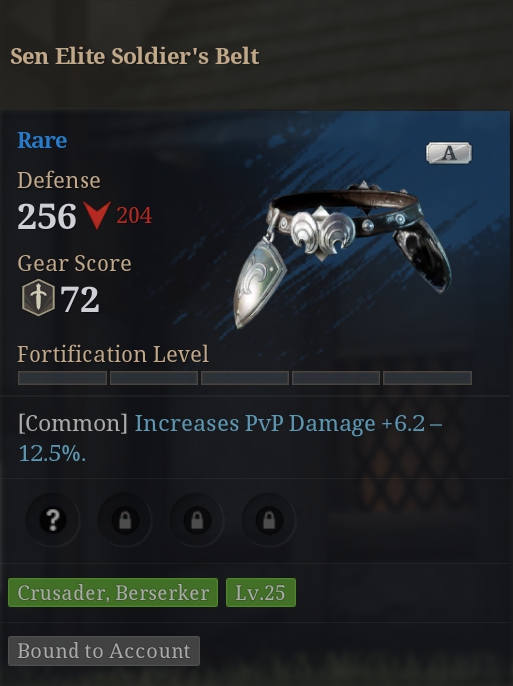 Sen Elite Soldier's Belt
Rare
A
Defense
256 204
Gear Score
72
Fortification Level
[Common] Increases PvP Damage +6.2 –
12.5%.
?
Crusader, Berserker Lv.25
Bound to Account